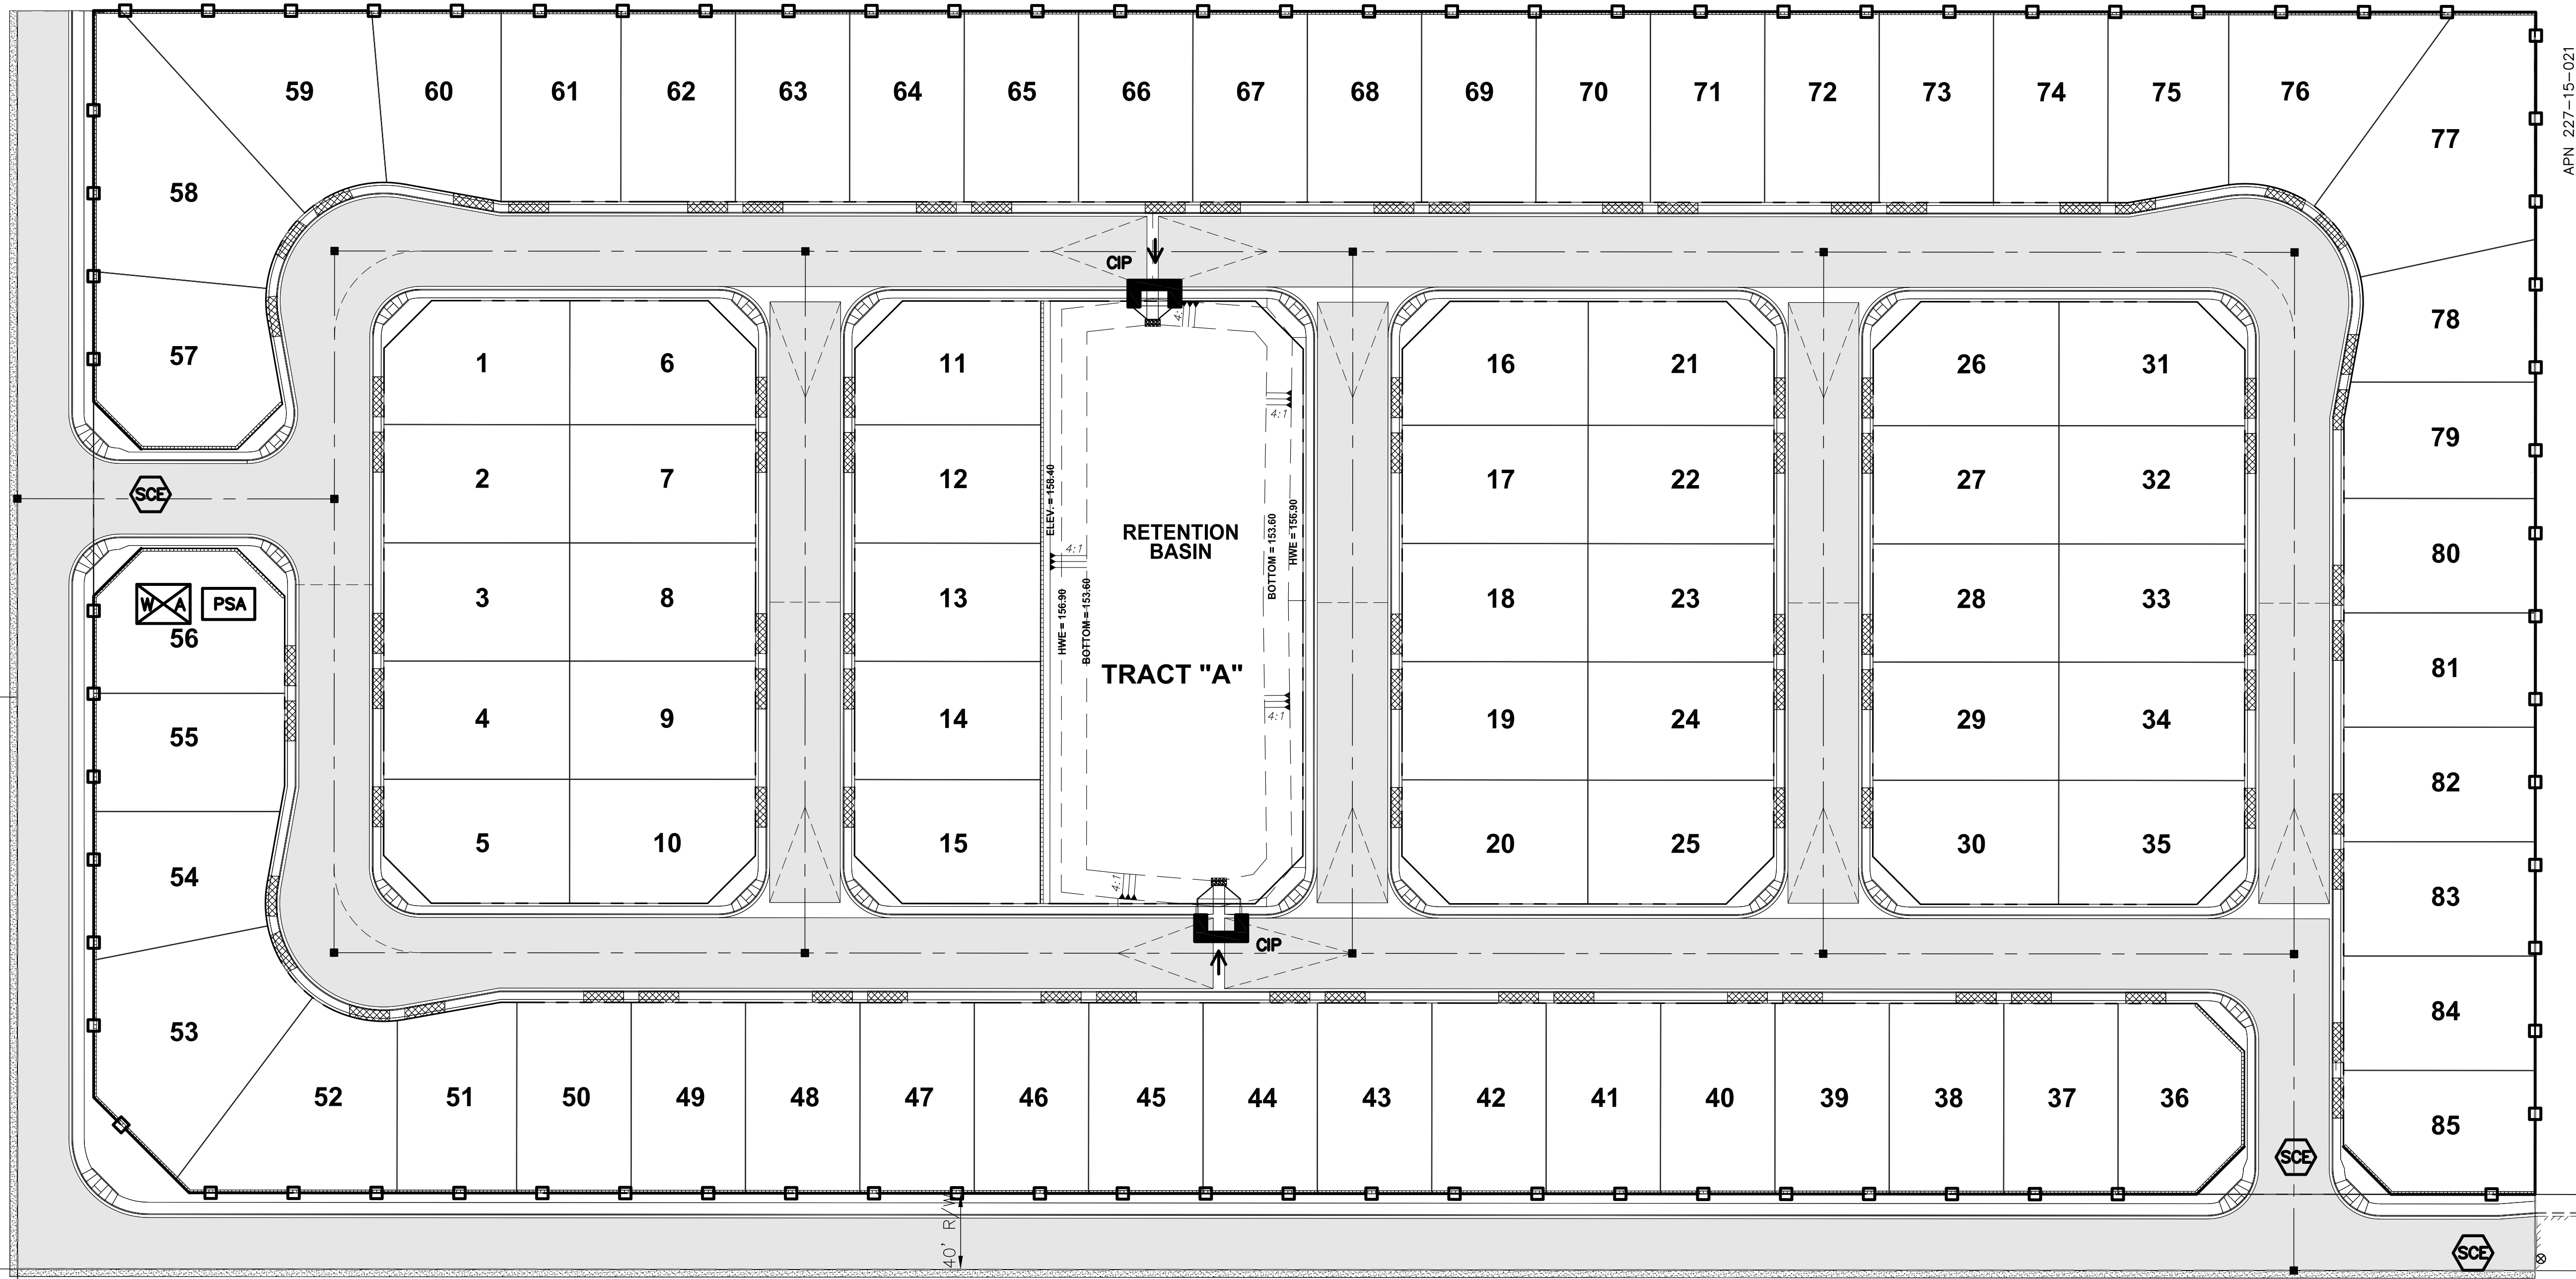 59 60 61 62 63 64 65 66 67 68 69 70 71 72 73 74 75 76
APN 227-15-021
77
58
CIP
4:1
78
57
1 6 11 16 21 26 31
4:1
79
2 7 12 17 22 27 32
SCE
ELEV. = 158.40
RETENTION
BASIN
HWE = 156.90
BOTTOM = 153.60
4:1
80
W A
PSA
3 8 13 18 23 28 33
HWE = 156.90
BOTTOM = 153.60
56
TRACT "A"
81
55
4 9 14 19 24 29 34
4:1
82
5 10 15 20 25 30 35
54
4:1
83
CIP
53
84
52 51 50 49 48 47 46 45 44 43 42 41 40 39 38 37 36
85
SCE
40' R/W
SCE